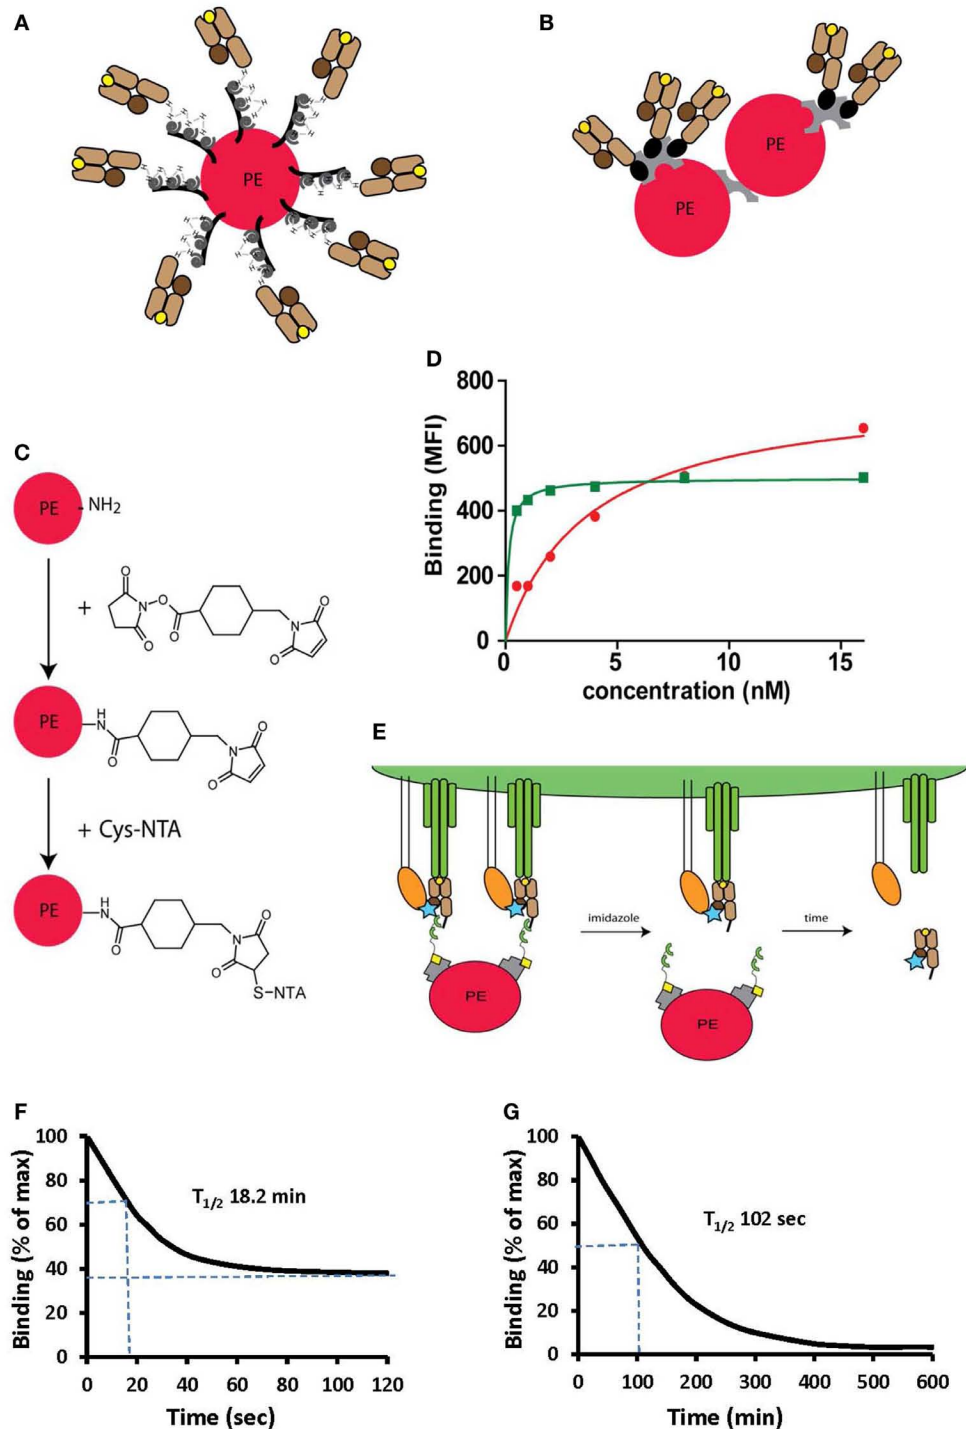 A
B
PE
PE
PE
C
PE
NH2
+
O
N
O
O
O
N
O
O
PE
H
N
O
N
O
O
+ Cys-NTA
PE
H
N
O
N
O
O
S–NTA
D
800
600
400
200
0
Binding (MFI)
0
5
10
15
concentration (nM)
E
PE
imidazole
PE
time
F
100
80
60
40
20
0
Binding (% of max)
T1/2 18.2 min
0 20 40 60 80 100 120
Time (sec)
G
100
80
60
40
20
0
Binding (% of max)
T1/2 102 sec
0 100 200 300 400 500 600
Time (min)